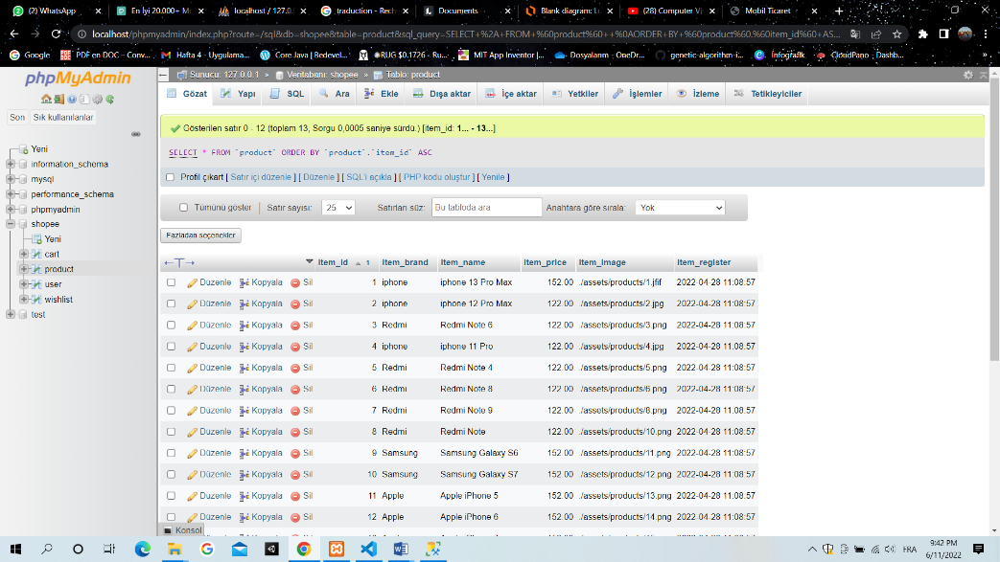 (2) WhatsApp
En İyi 20.000+ M
localhost / 127.0.
traduction - Rech
Documents
Blank diagram: L
(28) Computer Vi
Mobil Ticaret
localhost/phpmyadmin/index.php?route=/sql&db=shopee&table=product&sql_query=SELECT+%2A+FROM+%60product%60++%0AORDER+BY+%60product%60.%60item_id%60+AS...
Google
PDF en DOC – Conv...
Hafta 4 - Uygulama...
Core Java | Redebel...
RUG $0.1726 - Ru...
MIT App Inventor |...
Dosyalarım - OneDr...
genetic-algorithm-i...
İnfografik
CloudPano : Dashb...
phpMyAdmin
Son Sık kullanılanlar
Yeni
information_schema
mysql
performance_schema
phpmyadmin
shopee
Yeni
cart
product
user
wishlist
test
Sunucu: 127.0.0.1 » Veritabanı: shopee » Tablo: product
Gözat Yapı SQL Ara Ekle Dışa aktar İçe aktar Yetkiler İşlemler İzleme Tetikleyiciler
Gösterilen satır 0 - 12 (toplam 13, Sorgu 0,0005 saniye sürdü.) [item_id: 1... - 13...]
SELECT * FROM `product` ORDER BY `product`.`item_id` ASC
Profil çıkart [ Satır içi düzenle ] [ Düzenle ] [ SQL'i açıkla ] [ PHP kodu oluştur ] [ Yenile ]
Tümünü göster Satır sayısı: 25 Satırları süz: Bu tabloda ara Anahtara göre sırala: Yok
Fazladan seçenekler
←T→ item_id 1 item_brand item_name item_price item_image item_register
Düzenle Kopyala Sil 1 iphone iphone 13 Pro Max 152.00 ./assets/products/1.jfif 2022-04-28 11:08:57
Düzenle Kopyala Sil 2 iphone iphone 12 Pro Max 122.00 ./assets/products/2.jpg 2022-04-28 11:08:57
Düzenle Kopyala Sil 3 Redmi Redmi Note 6 122.00 ./assets/products/3.png 2022-04-28 11:08:57
Düzenle Kopyala Sil 4 iphone iphone 11 Pro 122.00 ./assets/products/4.jpg 2022-04-28 11:08:57
Düzenle Kopyala Sil 5 Redmi Redmi Note 4 122.00 ./assets/products/5.png 2022-04-28 11:08:57
Düzenle Kopyala Sil 6 Redmi Redmi Note 8 122.00 ./assets/products/6.png 2022-04-28 11:08:57
Düzenle Kopyala Sil 7 Redmi Redmi Note 9 122.00 ./assets/products/8.png 2022-04-28 11:08:57
Düzenle Kopyala Sil 8 Redmi Redmi Note 122.00 ./assets/products/10.png 2022-04-28 11:08:57
Düzenle Kopyala Sil 9 Samsung Samsung Galaxy S6 152.00 ./assets/products/11.png 2022-04-28 11:08:57
Düzenle Kopyala Sil 10 Samsung Samsung Galaxy S7 152.00 ./assets/products/12.png 2022-04-28 11:08:57
Düzenle Kopyala Sil 11 Apple Apple iPhone 5 152.00 ./assets/products/13.png 2022-04-28 11:08:57
Düzenle Kopyala Sil 12 Apple Apple iPhone 6 152.00 ./assets/products/14.png 2022-04-28 11:08:57
Konsol
FRA
9:42 PM
6/11/2022